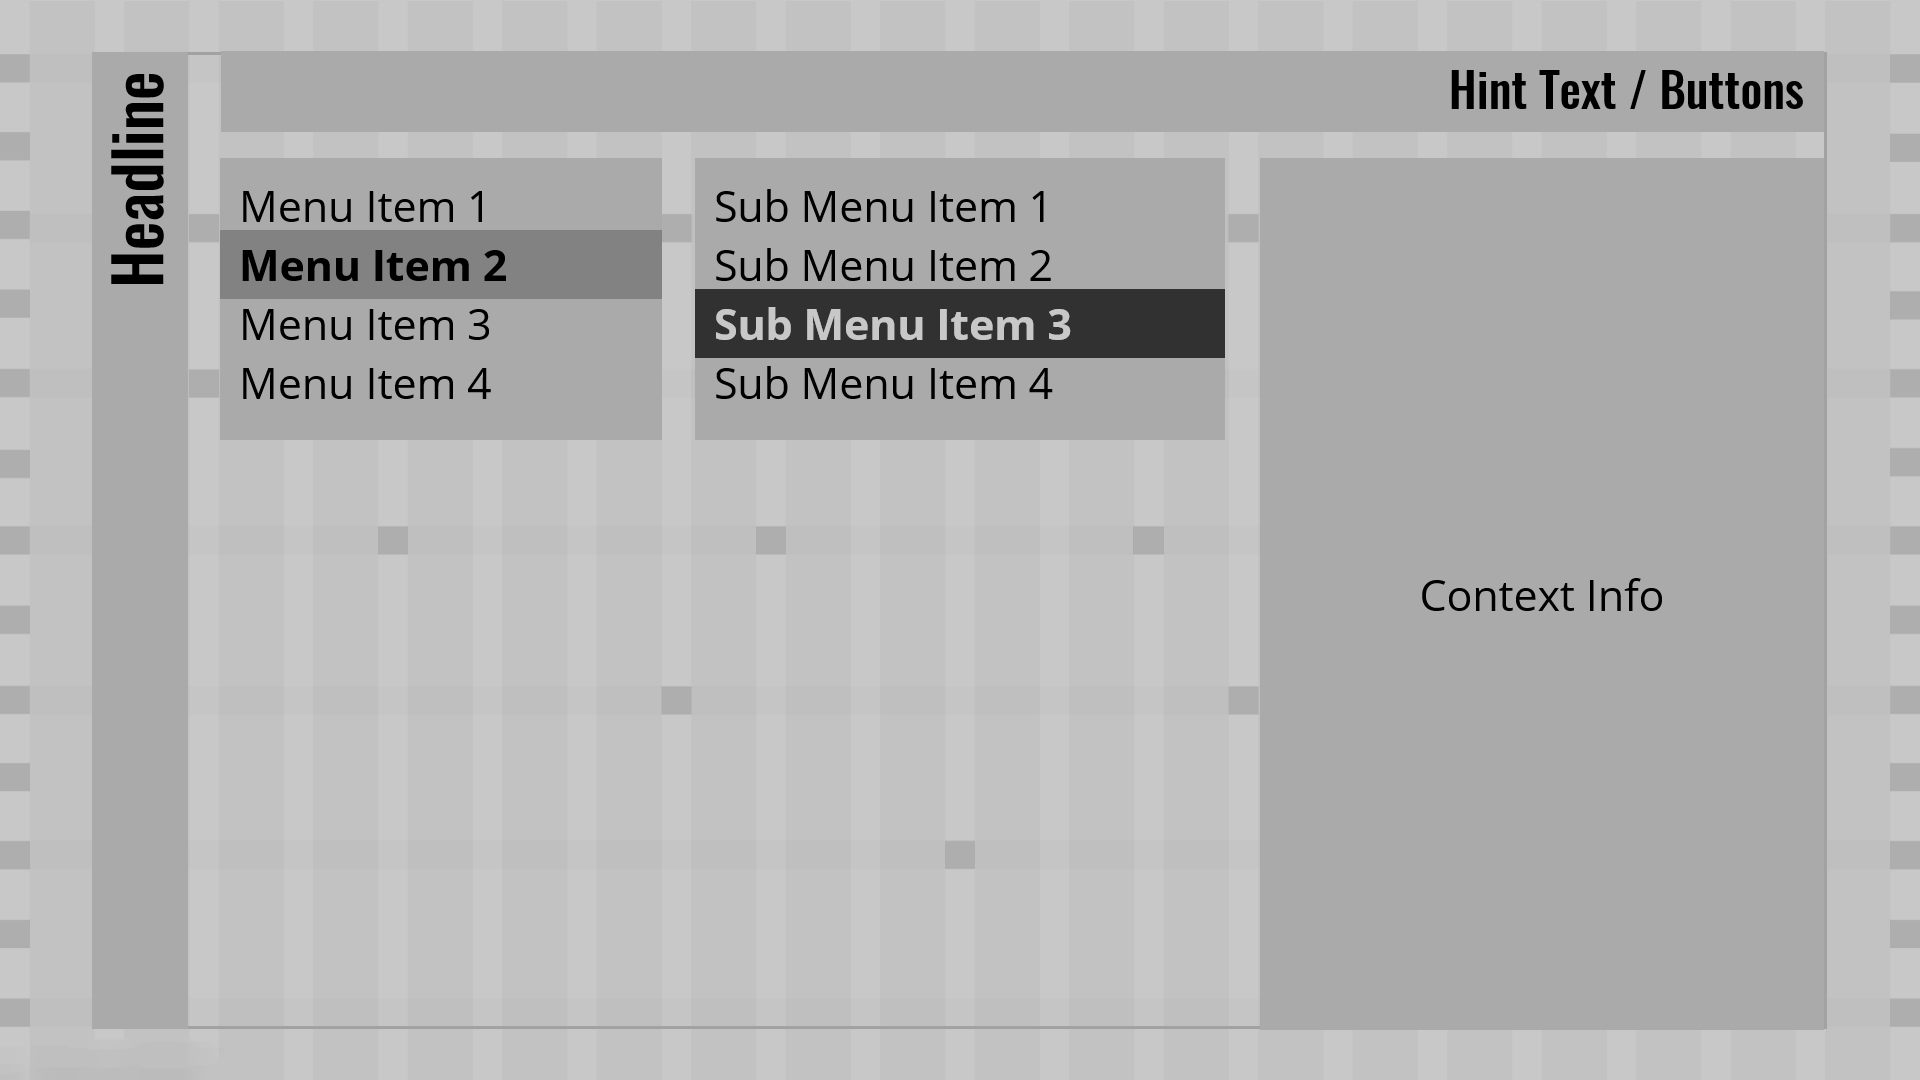 Headline
Hint Text / Buttons
Menu Item 1
Menu Item 2
Menu Item 3
Menu Item 4
Sub Menu Item 1
Sub Menu Item 2
Sub Menu Item 3
Sub Menu Item 4
Context Info